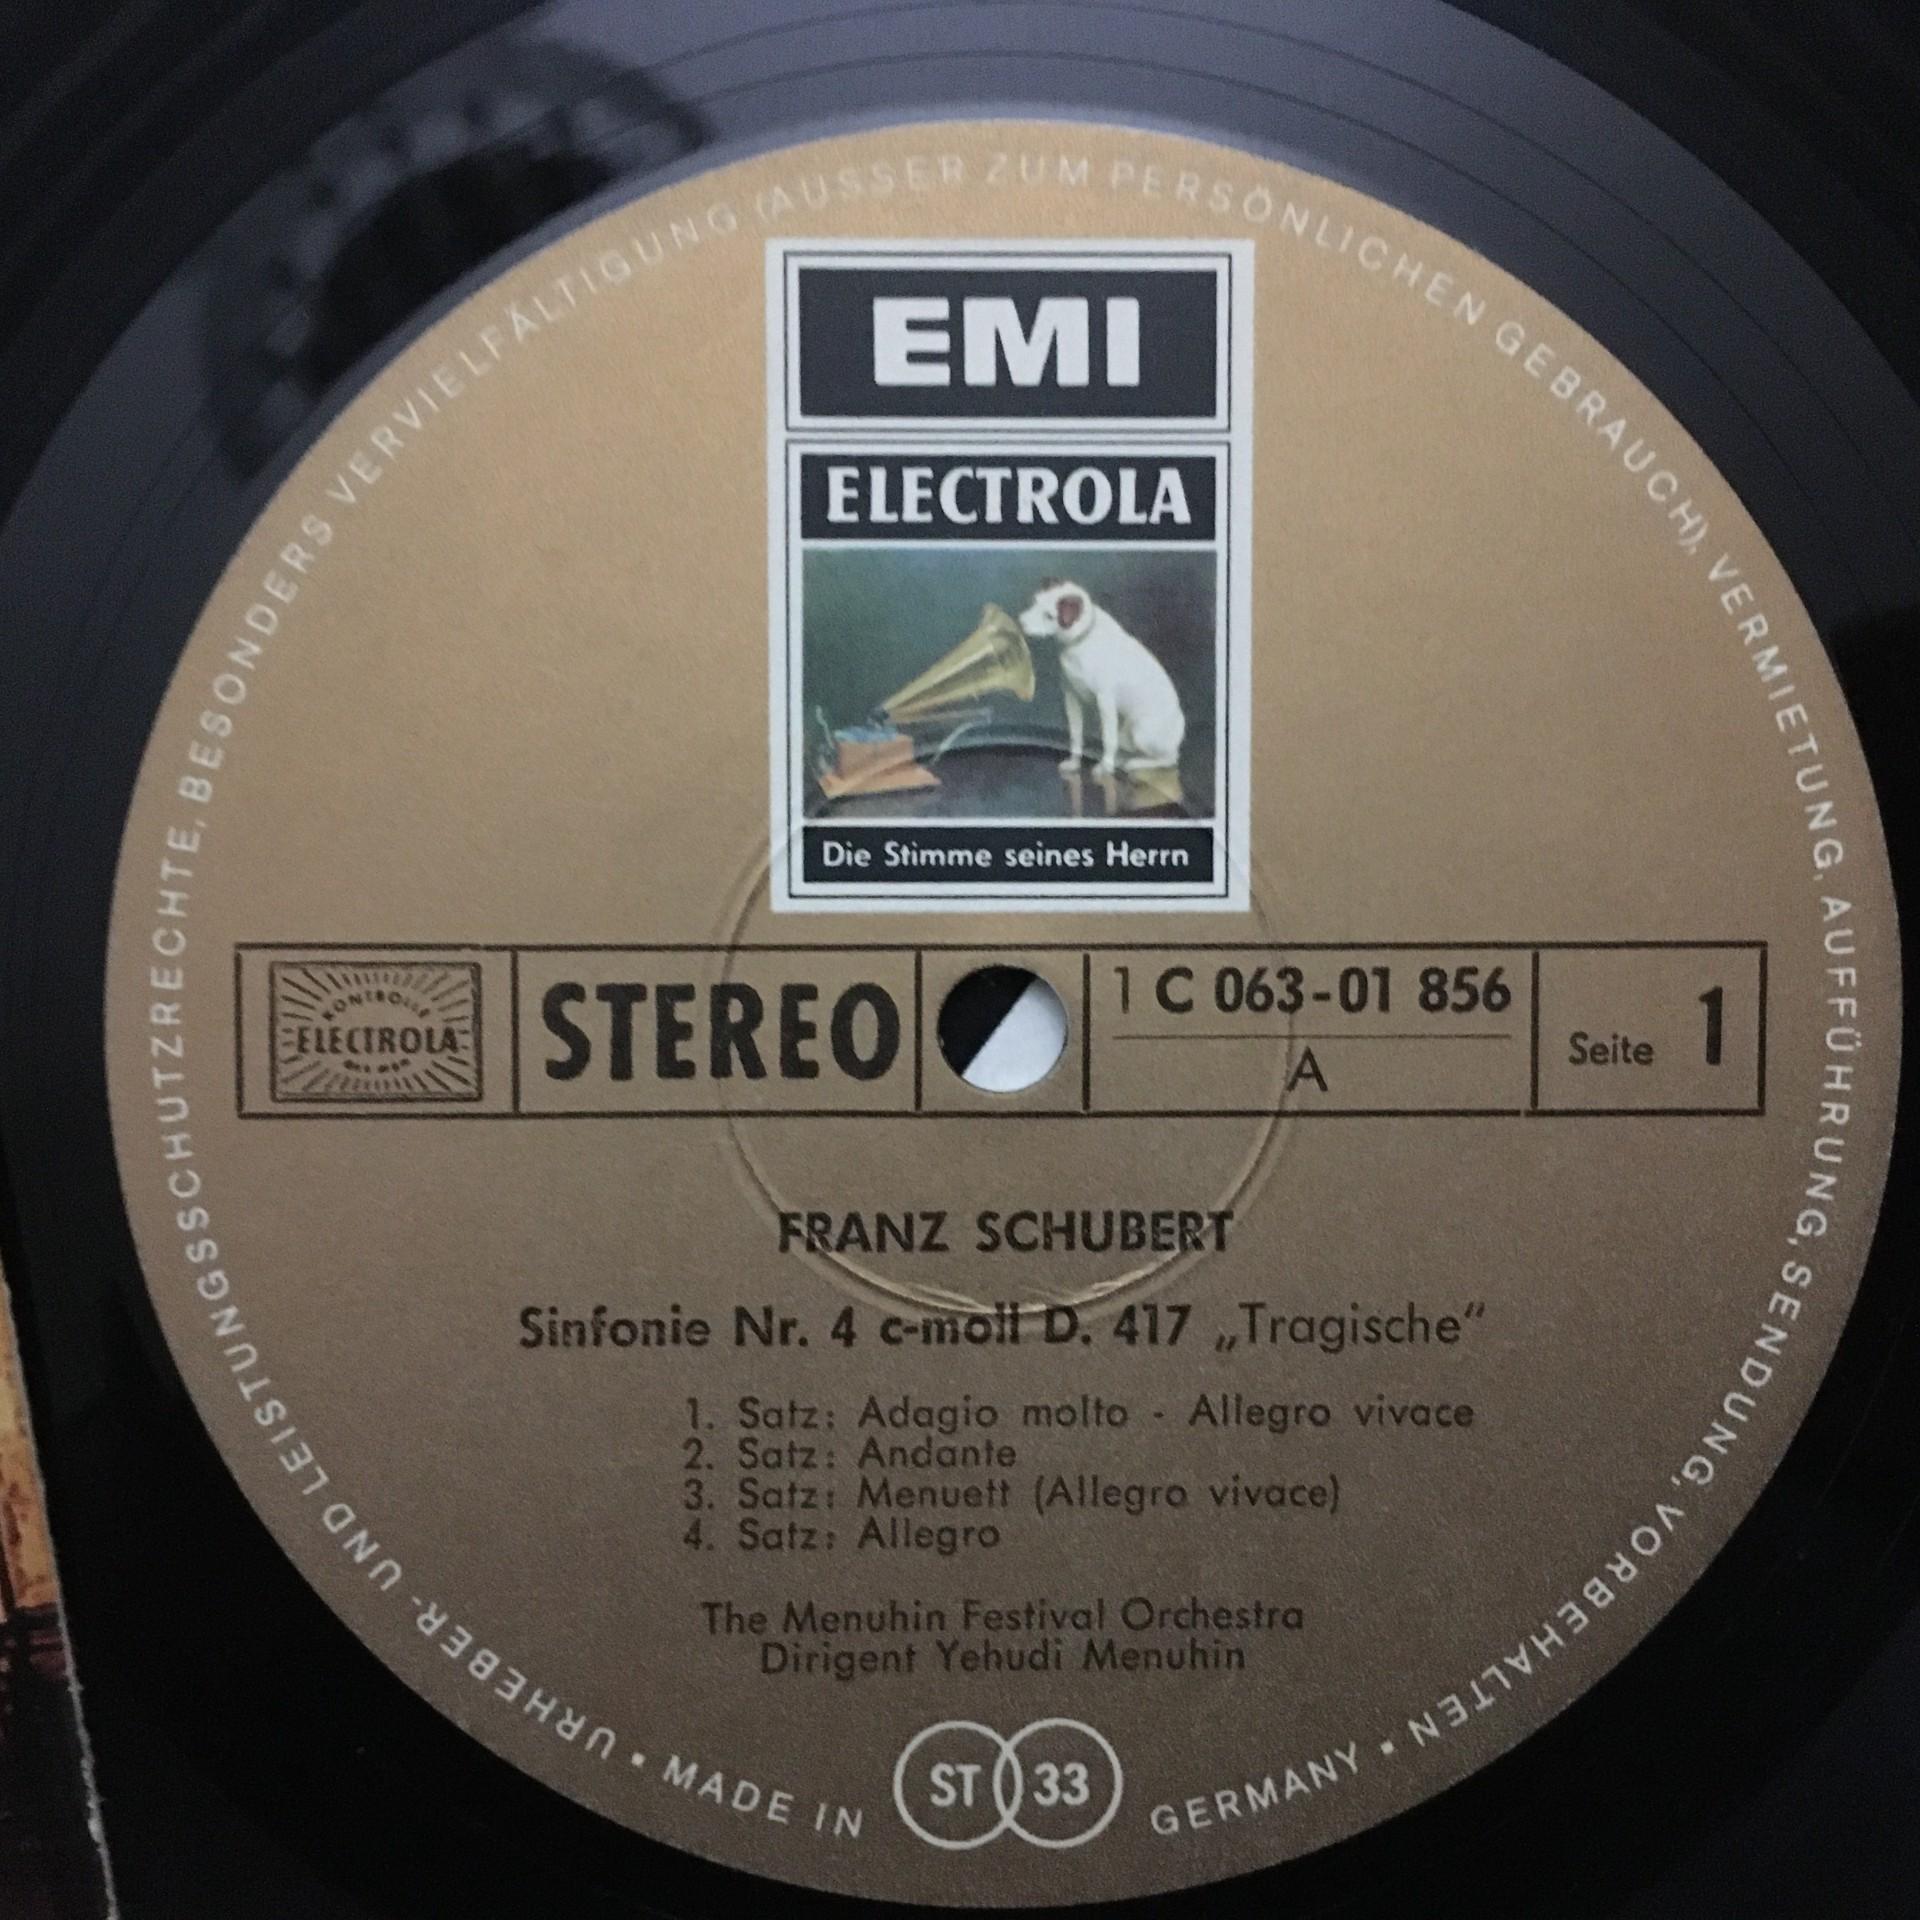 EMI
ELECTROLA
Die Stimme seines Herrn
KONTROLLE
ELECTROLA
STEREO
1 C 063-01 856
A
Seite 1
FRANZ SCHUBERT
Sinfonie Nr. 4 c-moll D. 417 „Tragische“
1. Satz: Adagio molto - Allegro vivace
2. Satz: Andante
3. Satz: Menuett (Allegro vivace)
4. Satz: Allegro
The Menuhin Festival Orchestra
Dirigent Yehudi Menuhin
ST 33
URHEBER- UND LEISTUNGSSCHUTZRECHTE, BESONDERS VERVIELFÄLTIGUNG (AUSSER ZUM PERSÖNLICHEN GEBRAUCH), VERMIETUNG, AUFFÜHRUNG, SENDUNG, VORBEHALTEN ▪
MADE IN GERMANY ▪